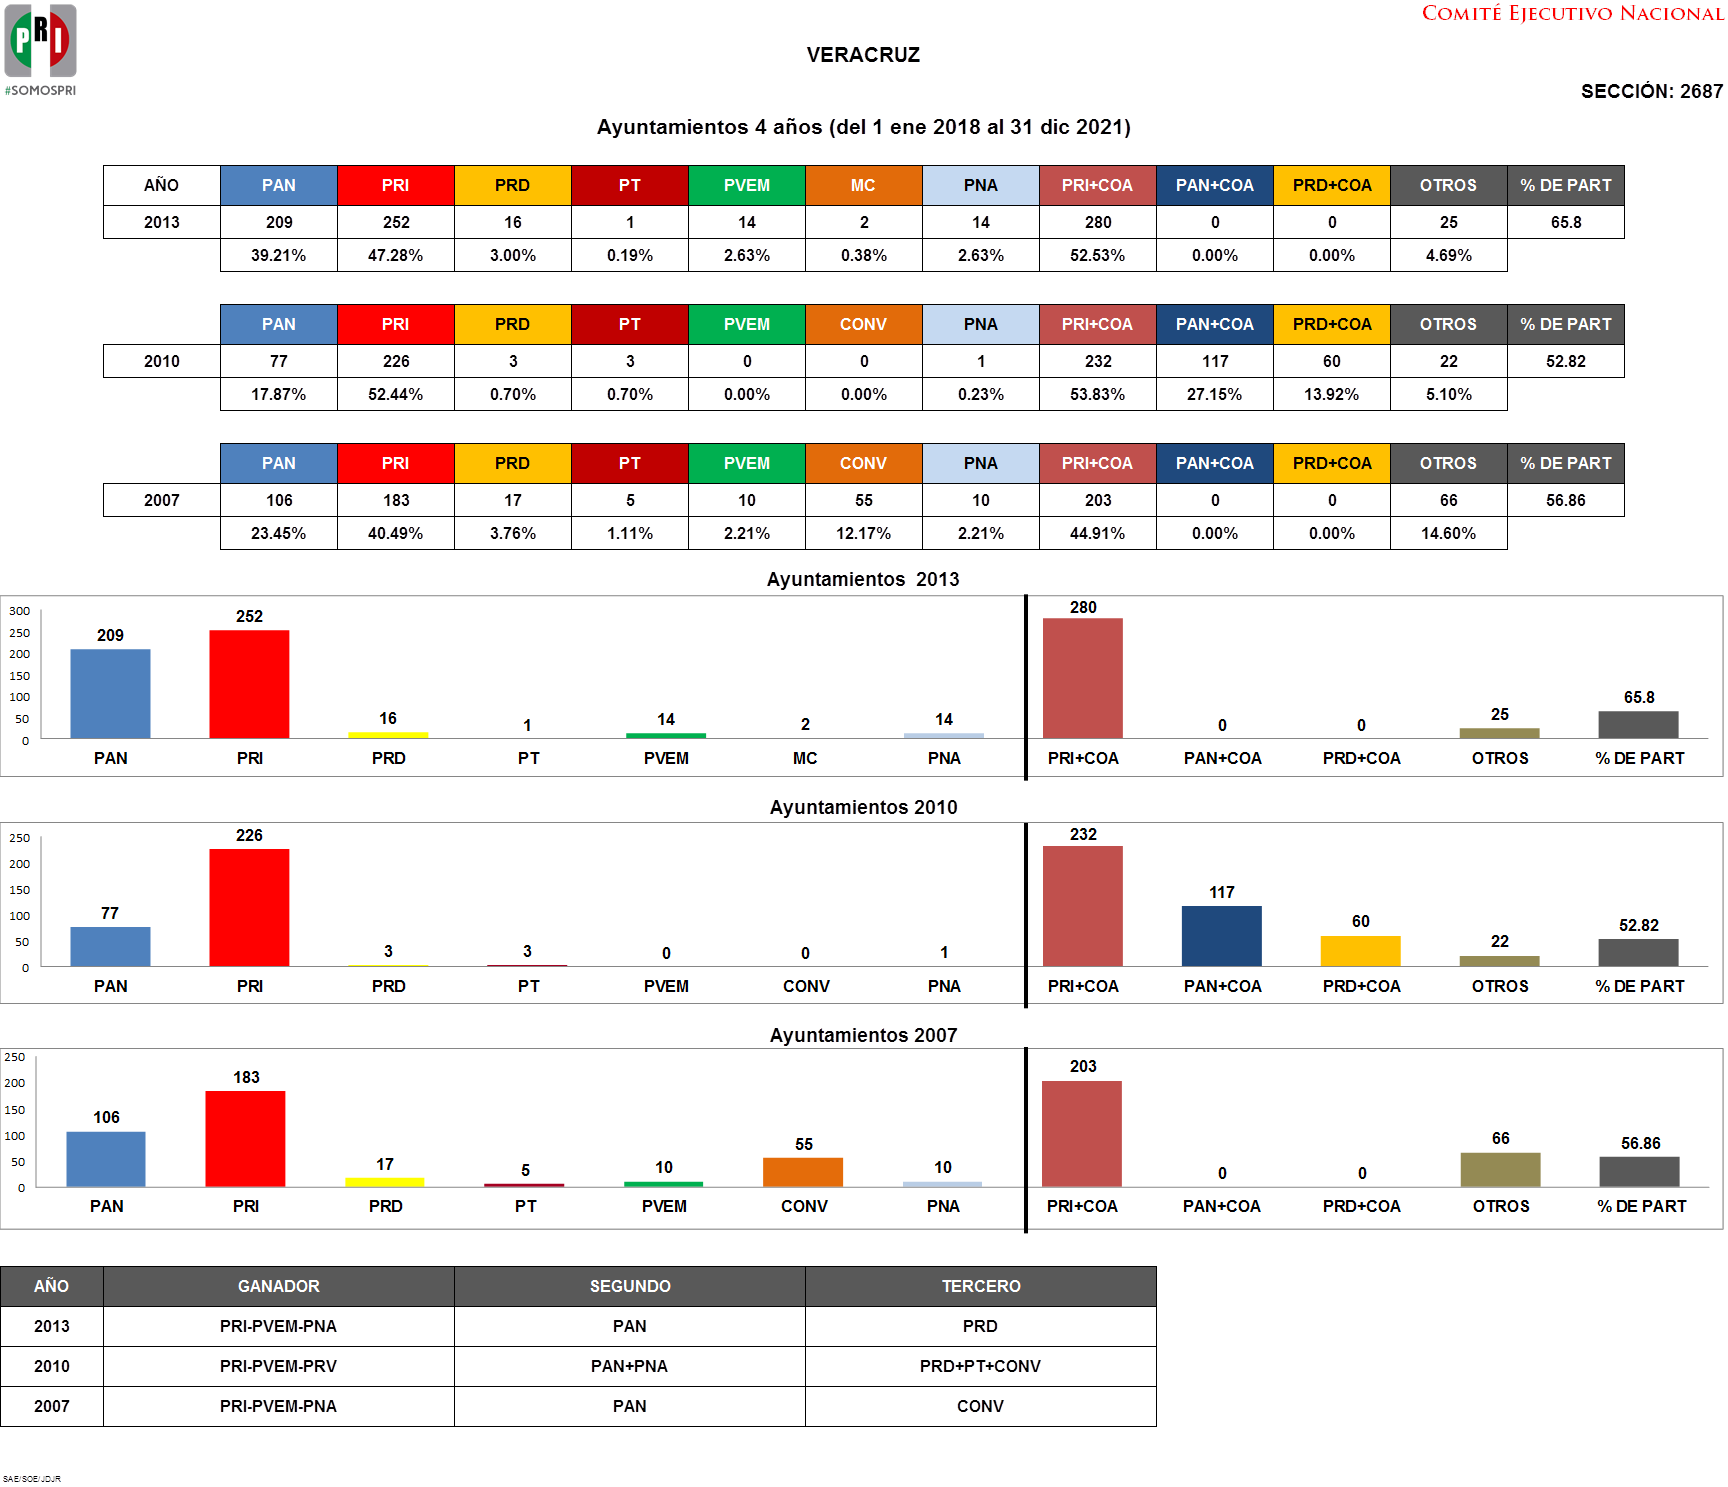 COMITÉ EJECUTIVO NACIONAL
PRI
#SOMOSPRI
VERACRUZ
SECCIÓN: 2687
Ayuntamientos 4 años (del 1 ene 2018 al 31 dic 2021)
AÑO PAN PRI PRD PT PVEM MC PNA PRI+COA PAN+COA PRD+COA OTROS % DE PART
2013 209 252 16 1 14 2 14 280 0 0 25 65.8
39.21% 47.28% 3.00% 0.19% 2.63% 0.38% 2.63% 52.53% 0.00% 0.00% 4.69%
PAN PRI PRD PT PVEM CONV PNA PRI+COA PAN+COA PRD+COA OTROS % DE PART
2010 77 226 3 3 0 0 1 232 117 60 22 52.82
17.87% 52.44% 0.70% 0.70% 0.00% 0.00% 0.23% 53.83% 27.15% 13.92% 5.10%
PAN PRI PRD PT PVEM CONV PNA PRI+COA PAN+COA PRD+COA OTROS % DE PART
2007 106 183 17 5 10 55 10 203 0 0 66 56.86
23.45% 40.49% 3.76% 1.11% 2.21% 12.17% 2.21% 44.91% 0.00% 0.00% 14.60%
Ayuntamientos 2013
300
250
200
150
100
50
0
209 252 16 1 14 2 14 280 0 0 25 65.8
PAN PRI PRD PT PVEM MC PNA PRI+COA PAN+COA PRD+COA OTROS % DE PART
Ayuntamientos 2010
250
200
150
100
50
0
77 226 3 3 0 0 1 232 117 60 22 52.82
PAN PRI PRD PT PVEM CONV PNA PRI+COA PAN+COA PRD+COA OTROS % DE PART
Ayuntamientos 2007
250
200
150
100
50
0
106 183 17 5 10 55 10 203 0 0 66 56.86
PAN PRI PRD PT PVEM CONV PNA PRI+COA PAN+COA PRD+COA OTROS % DE PART
AÑO GANADOR SEGUNDO TERCERO
2013 PRI-PVEM-PNA PAN PRD
2010 PRI-PVEM-PRV PAN+PNA PRD+PT+CONV
2007 PRI-PVEM-PNA PAN CONV
SAE/SOE/JDJR